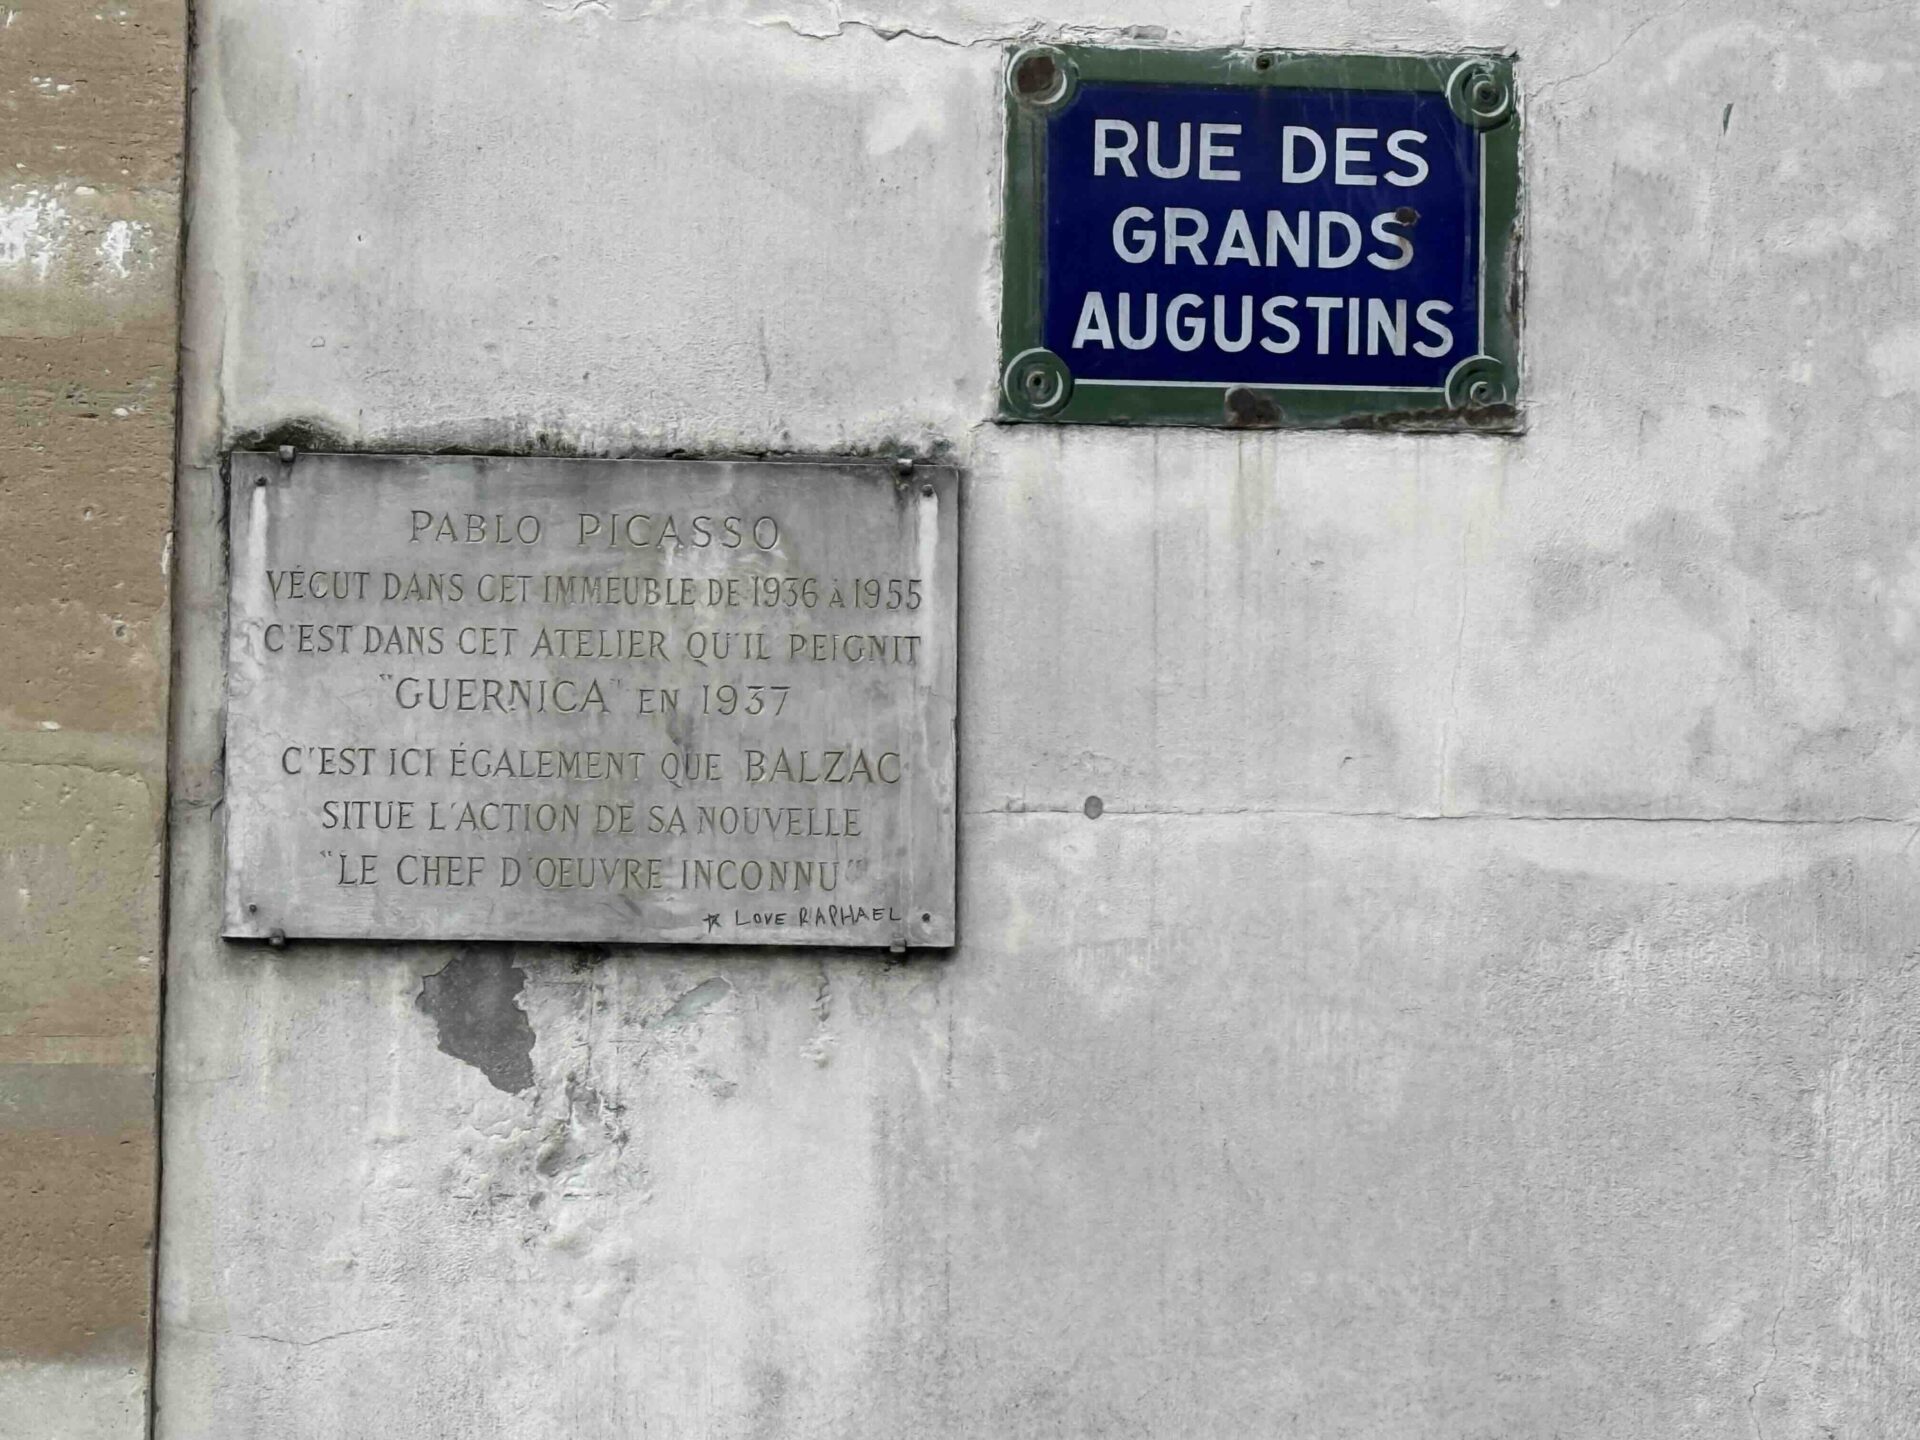 RUE DES
GRANDS
AUGUSTINS
PABLO PICASSO
VÉCUT DANS CET IMMEUBLE DE 1936 À 1955
C'EST DANS CET ATELIER QU'IL PEIGNIT
"GUERNICA" EN 1937
C'EST ICI ÉGALEMENT QUE BALZAC
SITUE L'ACTION DE SA NOUVELLE
"LE CHEF D'OEUVRE INCONNU"
☆ LOVE RAPHAEL